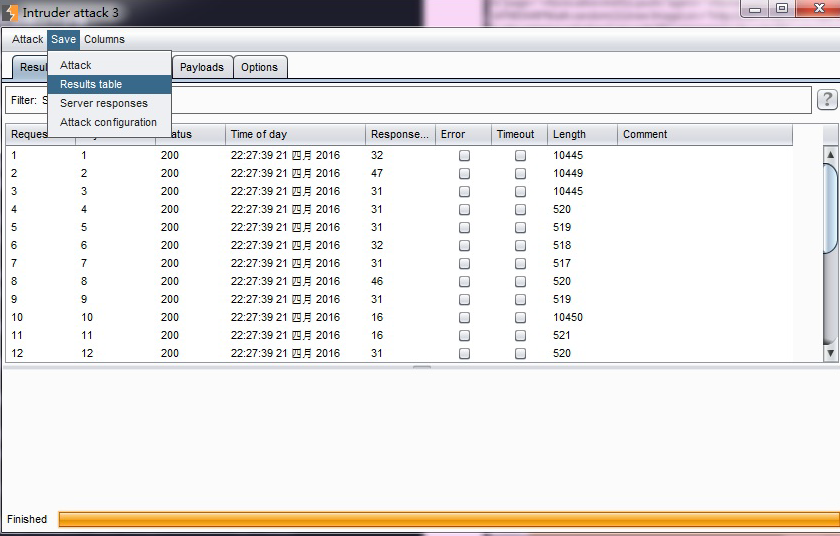 Intruder attack 3
Attack Save Columns
Attack
Results table
Server responses
Attack configuration
Resul Payloads Options
Filter: S
?
Reques tatus Time of day Response... Error Timeout Length Comment
1 1 200 22:27:39 21 四月 2016 32 10445
2 2 200 22:27:39 21 四月 2016 47 10449
3 3 200 22:27:39 21 四月 2016 31 10445
4 4 200 22:27:39 21 四月 2016 31 520
5 5 200 22:27:39 21 四月 2016 31 519
6 6 200 22:27:39 21 四月 2016 32 518
7 7 200 22:27:39 21 四月 2016 31 517
8 8 200 22:27:39 21 四月 2016 46 520
9 9 200 22:27:39 21 四月 2016 31 519
10 10 200 22:27:39 21 四月 2016 16 10450
11 11 200 22:27:39 21 四月 2016 16 521
12 12 200 22:27:39 21 四月 2016 31 520
Finished